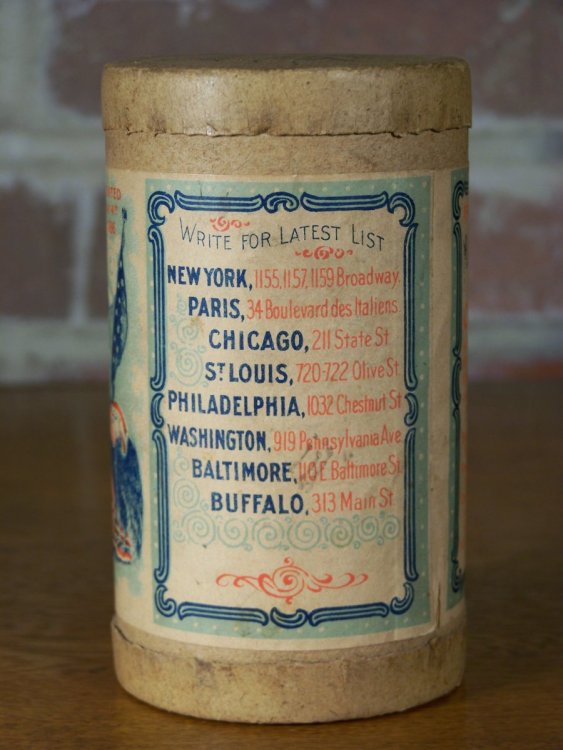 WRITE FOR LATEST LIST
NEW YORK, 1155, 1157, 1159 Broadway.
PARIS, 34 Boulevard des Italiens
CHICAGO, 211 State St
ST. LOUIS, 720-722 Olive St
PHILADELPHIA, 1032 Chestnut St
WASHINGTON, 919 Pennsylvania Ave
BALTIMORE, 110 E Baltimore St
BUFFALO, 313 Main St